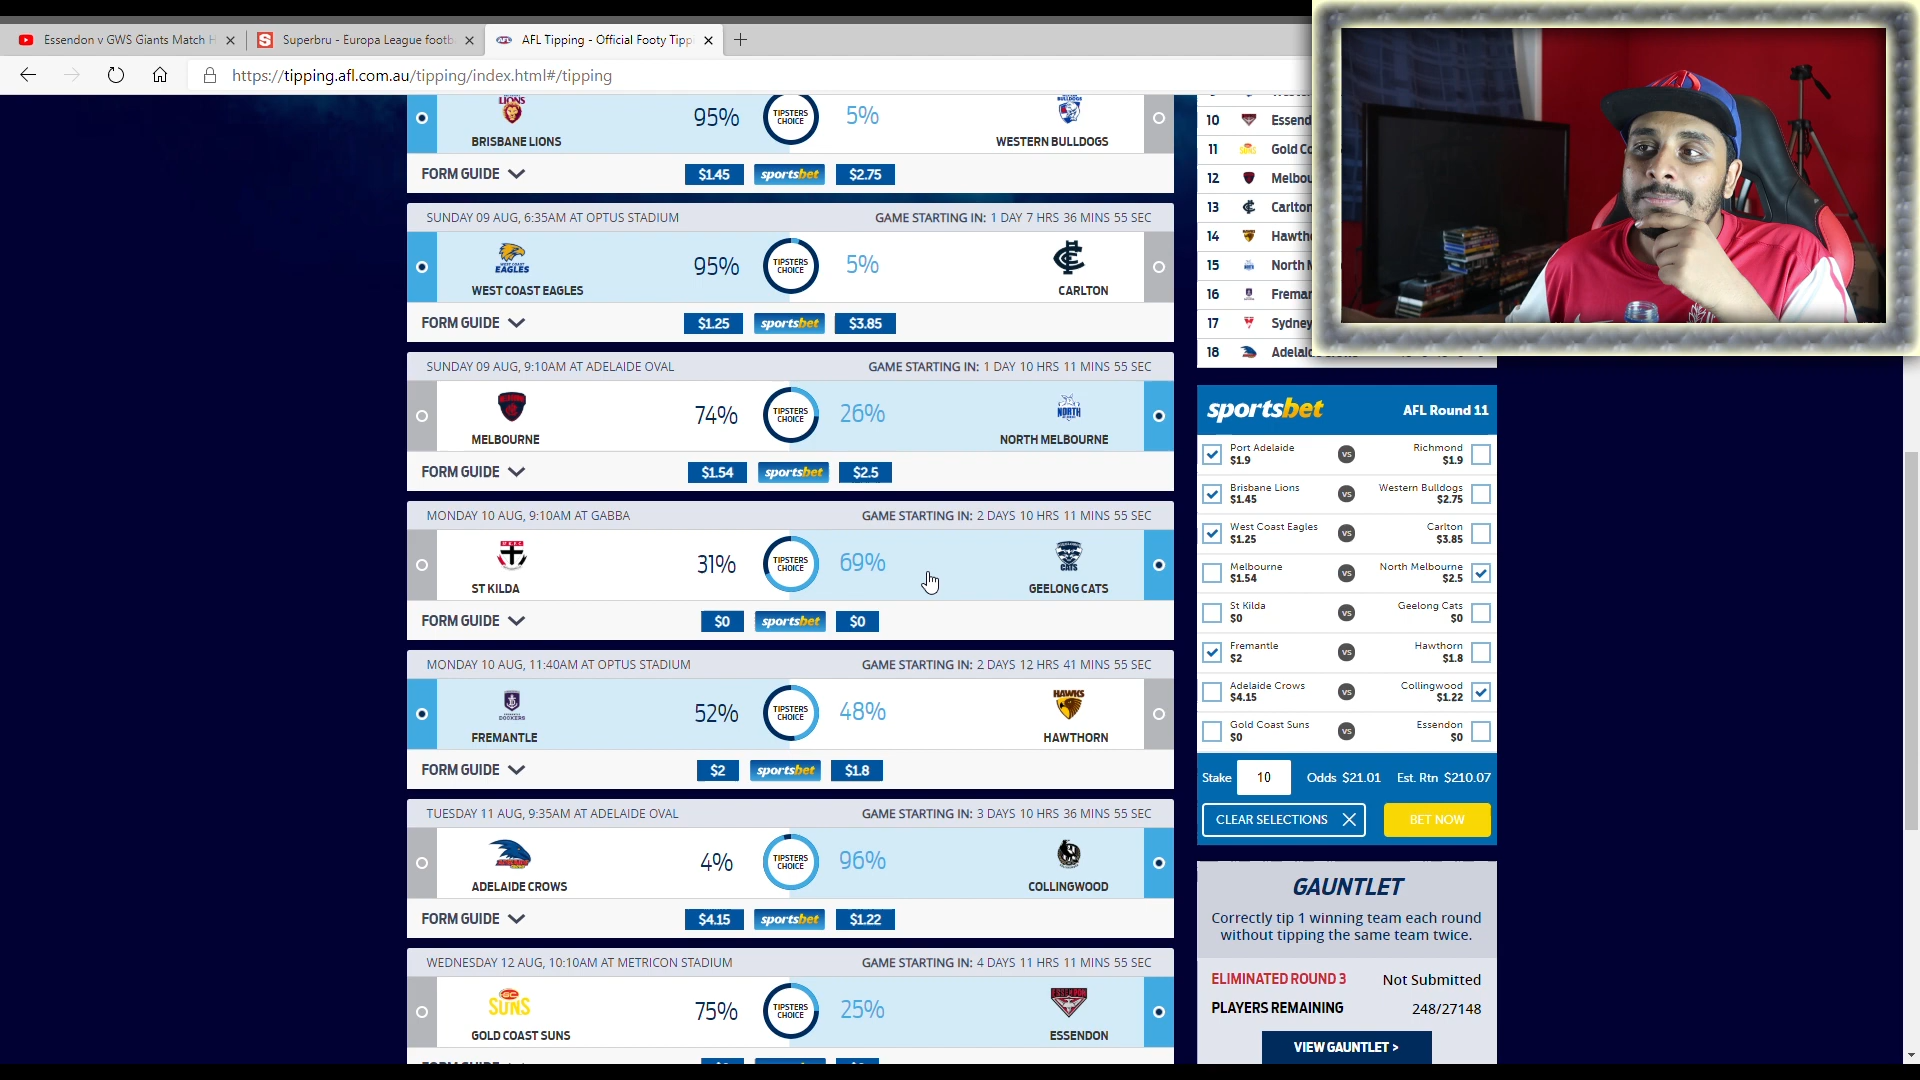 Essendon v GWS Giants Match H
Superbru - Europa League footb
AFL Tipping - Official Footy Tipp
https://tipping.afl.com.au/tipping/index.html#/tipping
LIONS
BRISBANE LIONS
95%
TIPSTERS CHOICE
5%
WESTERN BULLDOGS
FORM GUIDE
$1.45
sportsbet
$2.75
SUNDAY 09 AUG, 6:35AM AT OPTUS STADIUM
GAME STARTING IN: 1 DAY 7 HRS 36 MINS 55 SEC
WEST COAST EAGLES
WEST COAST EAGLES
95%
TIPSTERS CHOICE
5%
CARLTON
FORM GUIDE
$1.25
sportsbet
$3.85
SUNDAY 09 AUG, 9:10AM AT ADELAIDE OVAL
GAME STARTING IN: 1 DAY 10 HRS 11 MINS 55 SEC
MELBOURNE
74%
TIPSTERS CHOICE
26%
NORTH
NORTH MELBOURNE
FORM GUIDE
$1.54
sportsbet
$2.5
MONDAY 10 AUG, 9:10AM AT GABBA
GAME STARTING IN: 2 DAYS 10 HRS 11 MINS 55 SEC
ST KILDA
31%
TIPSTERS CHOICE
69%
CATS
GEELONG CATS
FORM GUIDE
$0
sportsbet
$0
MONDAY 10 AUG, 11:40AM AT OPTUS STADIUM
GAME STARTING IN: 2 DAYS 12 HRS 41 MINS 55 SEC
DOCKERS
FREMANTLE
52%
TIPSTERS CHOICE
48%
HAWKS
HAWTHORN
FORM GUIDE
$2
sportsbet
$1.8
TUESDAY 11 AUG, 9:35AM AT ADELAIDE OVAL
GAME STARTING IN: 3 DAYS 10 HRS 36 MINS 55 SEC
ADELAIDE CROWS
4%
TIPSTERS CHOICE
96%
COLLINGWOOD
FORM GUIDE
$4.15
sportsbet
$1.22
WEDNESDAY 12 AUG, 10:10AM AT METRICON STADIUM
GAME STARTING IN: 4 DAYS 11 HRS 11 MINS 55 SEC
GC
SUNS
GOLD COAST SUNS
75%
TIPSTERS CHOICE
25%
ESSENDON
ESSENDON
10 Essend
11 Gold Co
12 Melbou
13 Carlton
14 Hawth
15 North M
16 Freman
17 Sydney
18 Adelai
sportsbet AFL Round 11
Port Adelaide $1.9 vs Richmond $1.9
Brisbane Lions $1.45 vs Western Bulldogs $2.75
West Coast Eagles $1.25 vs Carlton $3.85
Melbourne $1.54 vs North Melbourne $2.5
St Kilda $0 vs Geelong Cats $0
Fremantle $2 vs Hawthorn $1.8
Adelaide Crows $4.15 vs Collingwood $1.22
Gold Coast Suns $0 vs Essendon $0
Stake 10 Odds $21.01 Est. Rtn $210.07
CLEAR SELECTIONS
BET NOW
GAUNTLET
Correctly tip 1 winning team each round
without tipping the same team twice.
ELIMINATED ROUND 3 Not Submitted
PLAYERS REMAINING 248/27148
VIEW GAUNTLET >